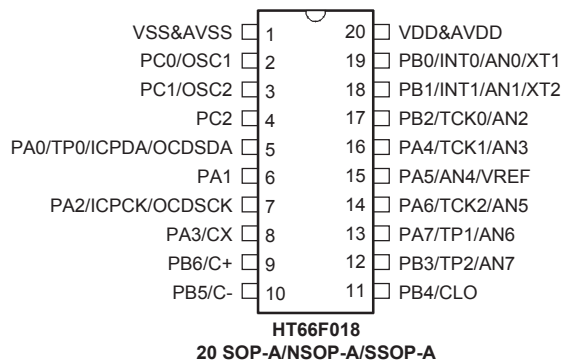 VSS&AVSS 1 20 VDD&AVDD
PC0/OSC1 2 19 PB0/INT0/AN0/XT1
PC1/OSC2 3 18 PB1/INT1/AN1/XT2
PC2 4 17 PB2/TCK0/AN2
PA0/TP0/ICPDA/OCDSDA 5 16 PA4/TCK1/AN3
PA1 6 15 PA5/AN4/VREF
PA2/ICPCK/OCDSCK 7 14 PA6/TCK2/AN5
PA3/CX 8 13 PA7/TP1/AN6
PB6/C+ 9 12 PB3/TP2/AN7
PB5/C- 10 11 PB4/CLO
HT66F018
20 SOP-A/NSOP-A/SSOP-A